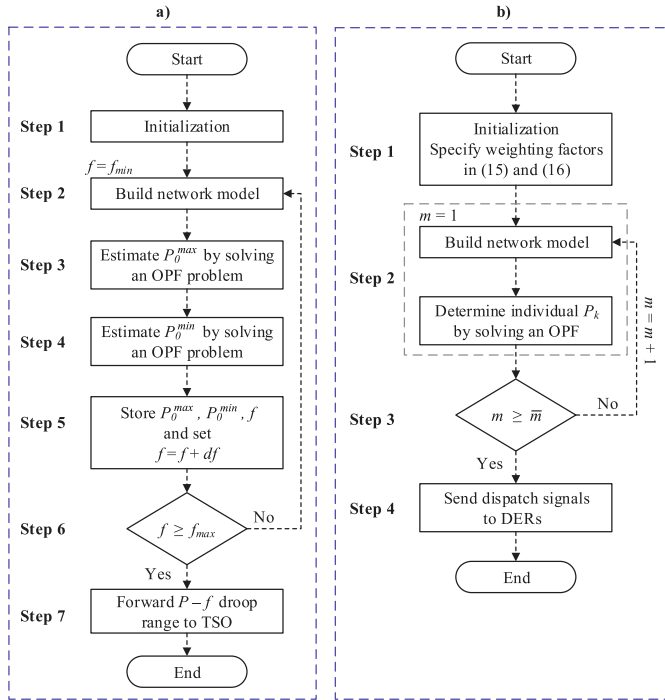 a)
Start
Step 1
Initialization
f = f_min
Step 2
Build network model
Step 3
Estimate P_0^max by solving
an OPF problem
Step 4
Estimate P_0^min by solving
an OPF problem
Step 5
Store P_0^max, P_0^min, f
and set
f = f + df
Step 6
f ≥ f_max
No
Yes
Step 7
Forward P – f droop
range to TSO
End
b)
Start
Step 1
Initialization
Specify weighting factors
in (15) and (16)
m = 1
Step 2
Build network model
Determine individual P_k
by solving an OPF
m = m + 1
Step 3
m ≥ m̅
No
Yes
Step 4
Send dispatch signals
to DERs
End